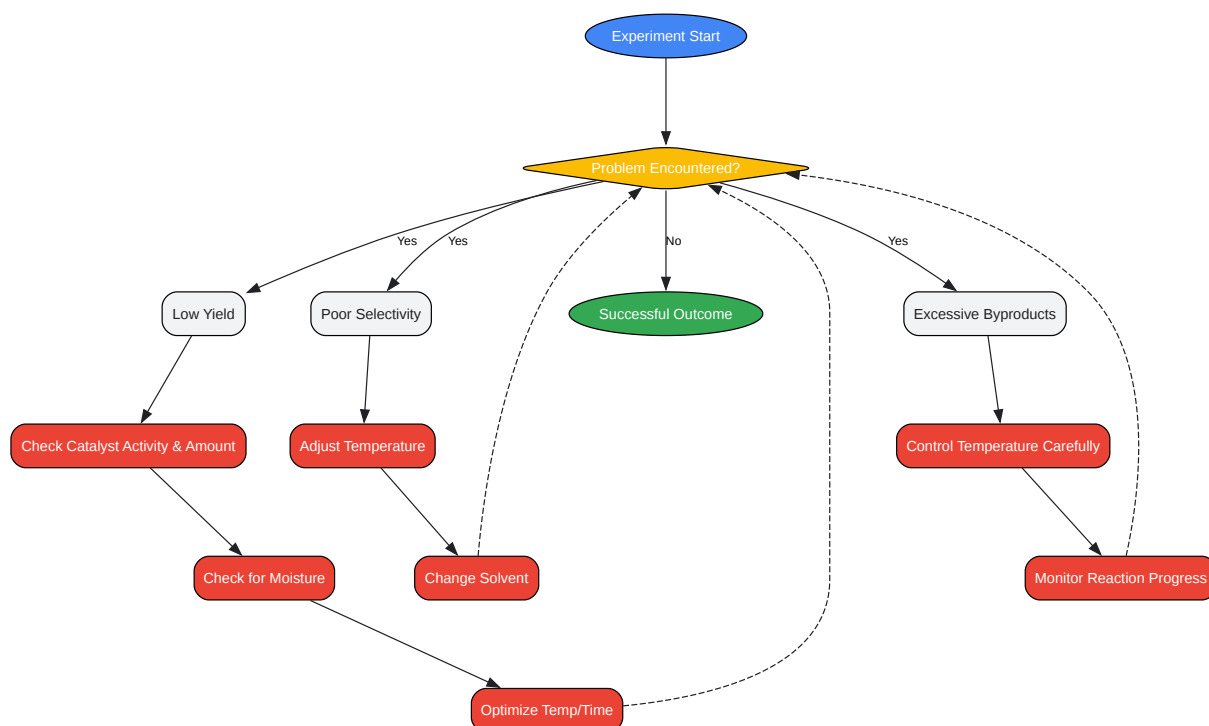 Experiment Start
Problem Encountered?
Yes
Yes
No
Yes
Low Yield
Poor Selectivity
Successful Outcome
Excessive Byproducts
Check Catalyst Activity & Amount
Adjust Temperature
Control Temperature Carefully
Check for Moisture
Change Solvent
Monitor Reaction Progress
Optimize Temp/Time